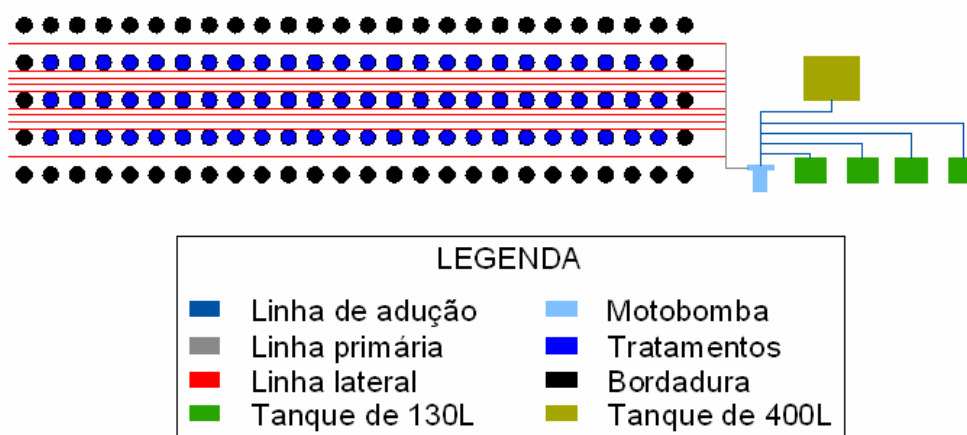 LEGENDA
Linha de adução
Motobomba
Linha primária
Tratamentos
Linha lateral
Bordadura
Tanque de 130L
Tanque de 400L